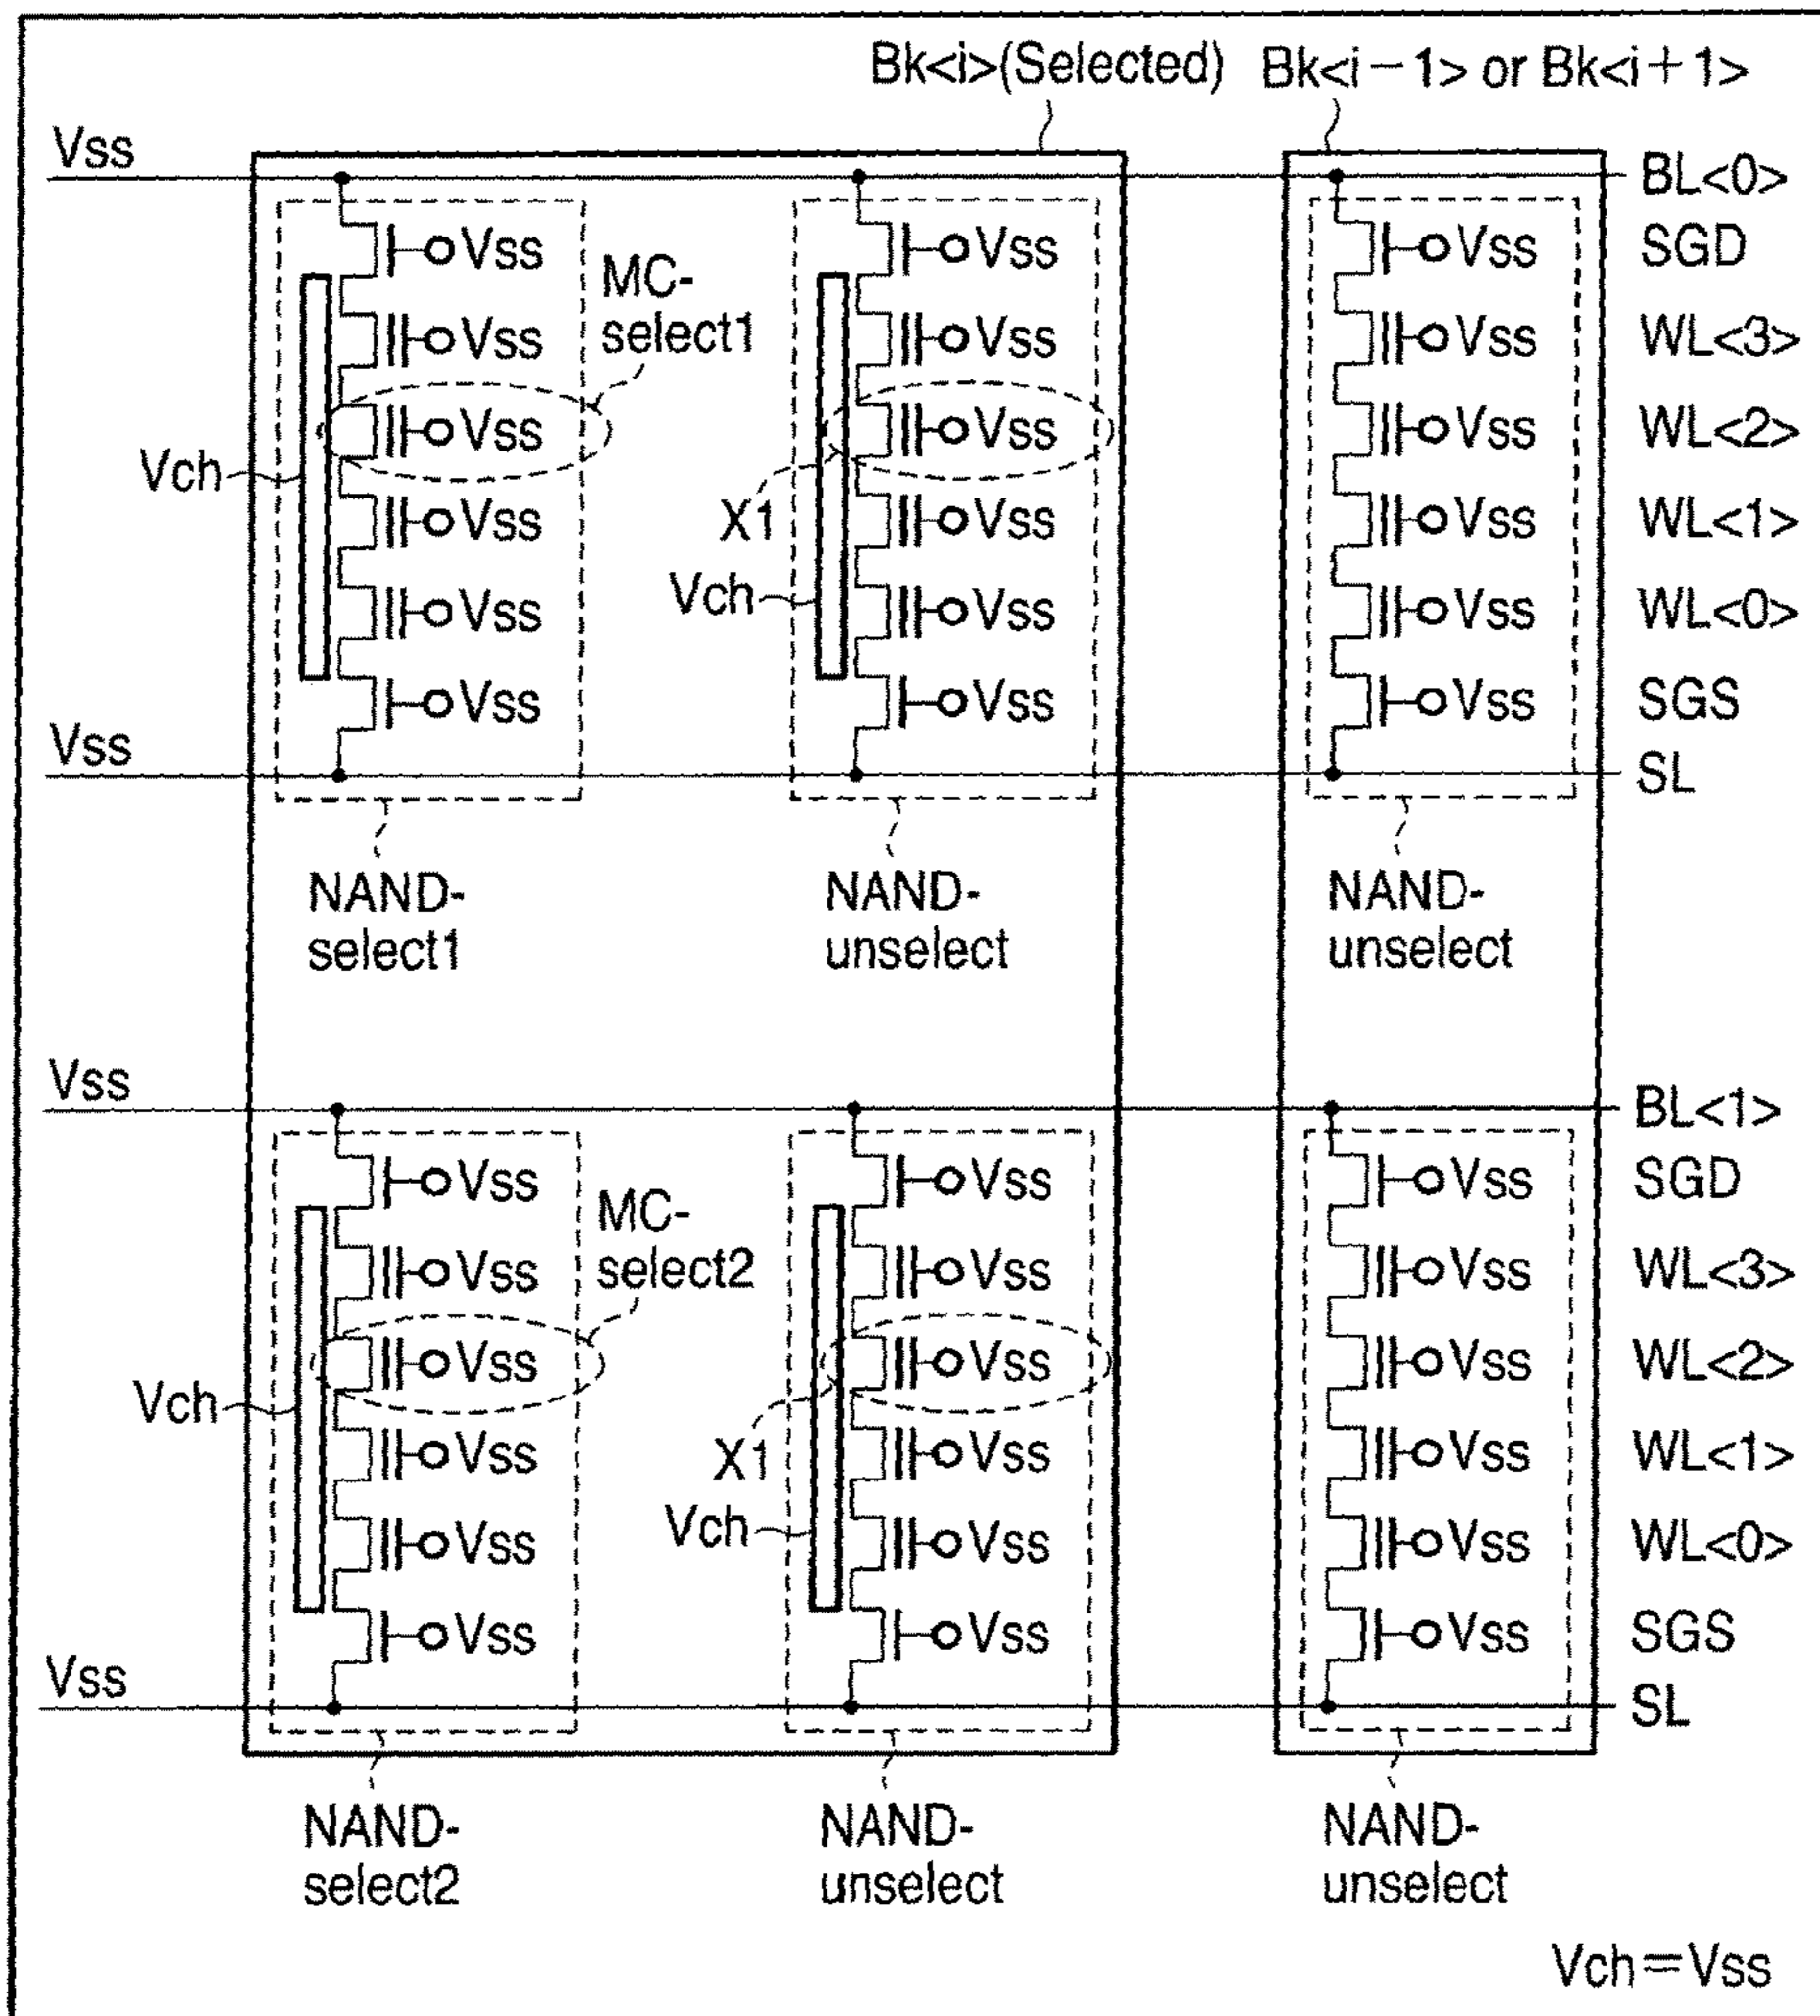 Bk<i>(Selected) Bk<i−1> or Bk<i+1>
Vss BL<0>
Vss Vss Vss SGD
MC-
select1
Vss Vss Vss WL<3>
Vss Vss Vss WL<2>
Vch
X1
Vss Vss Vss WL<1>
Vch
Vss Vss Vss WL<0>
Vss Vss Vss SGS
Vss SL
NAND-
select1
NAND-
unselect
NAND-
unselect
Vss BL<1>
Vss Vss Vss SGD
MC-
select2
Vss Vss Vss WL<3>
Vss Vss Vss WL<2>
Vch
X1
Vss Vss Vss WL<1>
Vch
Vss Vss Vss WL<0>
Vss Vss Vss SGS
Vss SL
NAND-
select2
NAND-
unselect
NAND-
unselect
Vch=Vss